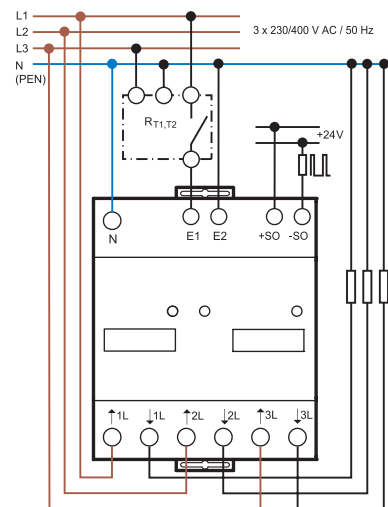 L1
L2
L3
N
(PEN)
3 x 230/400 V AC / 50 Hz
RT1,T2
+24V
N
E1
E2
+SO
-SO
↑1L
↓1L
↑2L
↓2L
↑3L
↓3L